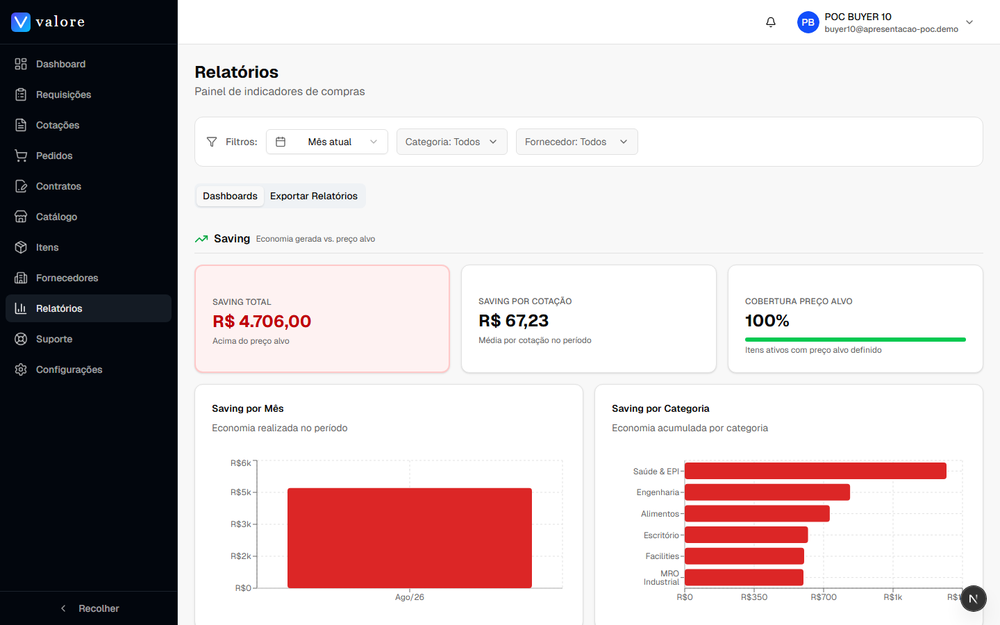 valore
POC BUYER 10
PB
buyer10@apresentacao-poc.demo
Dashboard
Requisições
Cotações
Pedidos
Contratos
Catálogo
Itens
Fornecedores
Relatórios
Suporte
Configurações
Recolher
Relatórios
Painel de indicadores de compras
Filtros:
Mês atual
Categoria: Todos
Fornecedor: Todos
Dashboards
Exportar Relatórios
Saving Economia gerada vs. preço alvo
SAVING TOTAL
R$ 4.706,00
Acima do preço alvo
SAVING POR COTAÇÃO
R$ 67,23
Média por cotação no período
COBERTURA PREÇO ALVO
100%
Itens ativos com preço alvo definido
Saving por Mês
Economia realizada no período
R$6k
R$5k
R$3k
R$2k
R$0
Ago/26
Saving por Categoria
Economia acumulada por categoria
Saúde & EPI
Engenharia
Alimentos
Escritório
Facilities
MRO
Industrial
R$0
R$350
R$700
R$1k
N